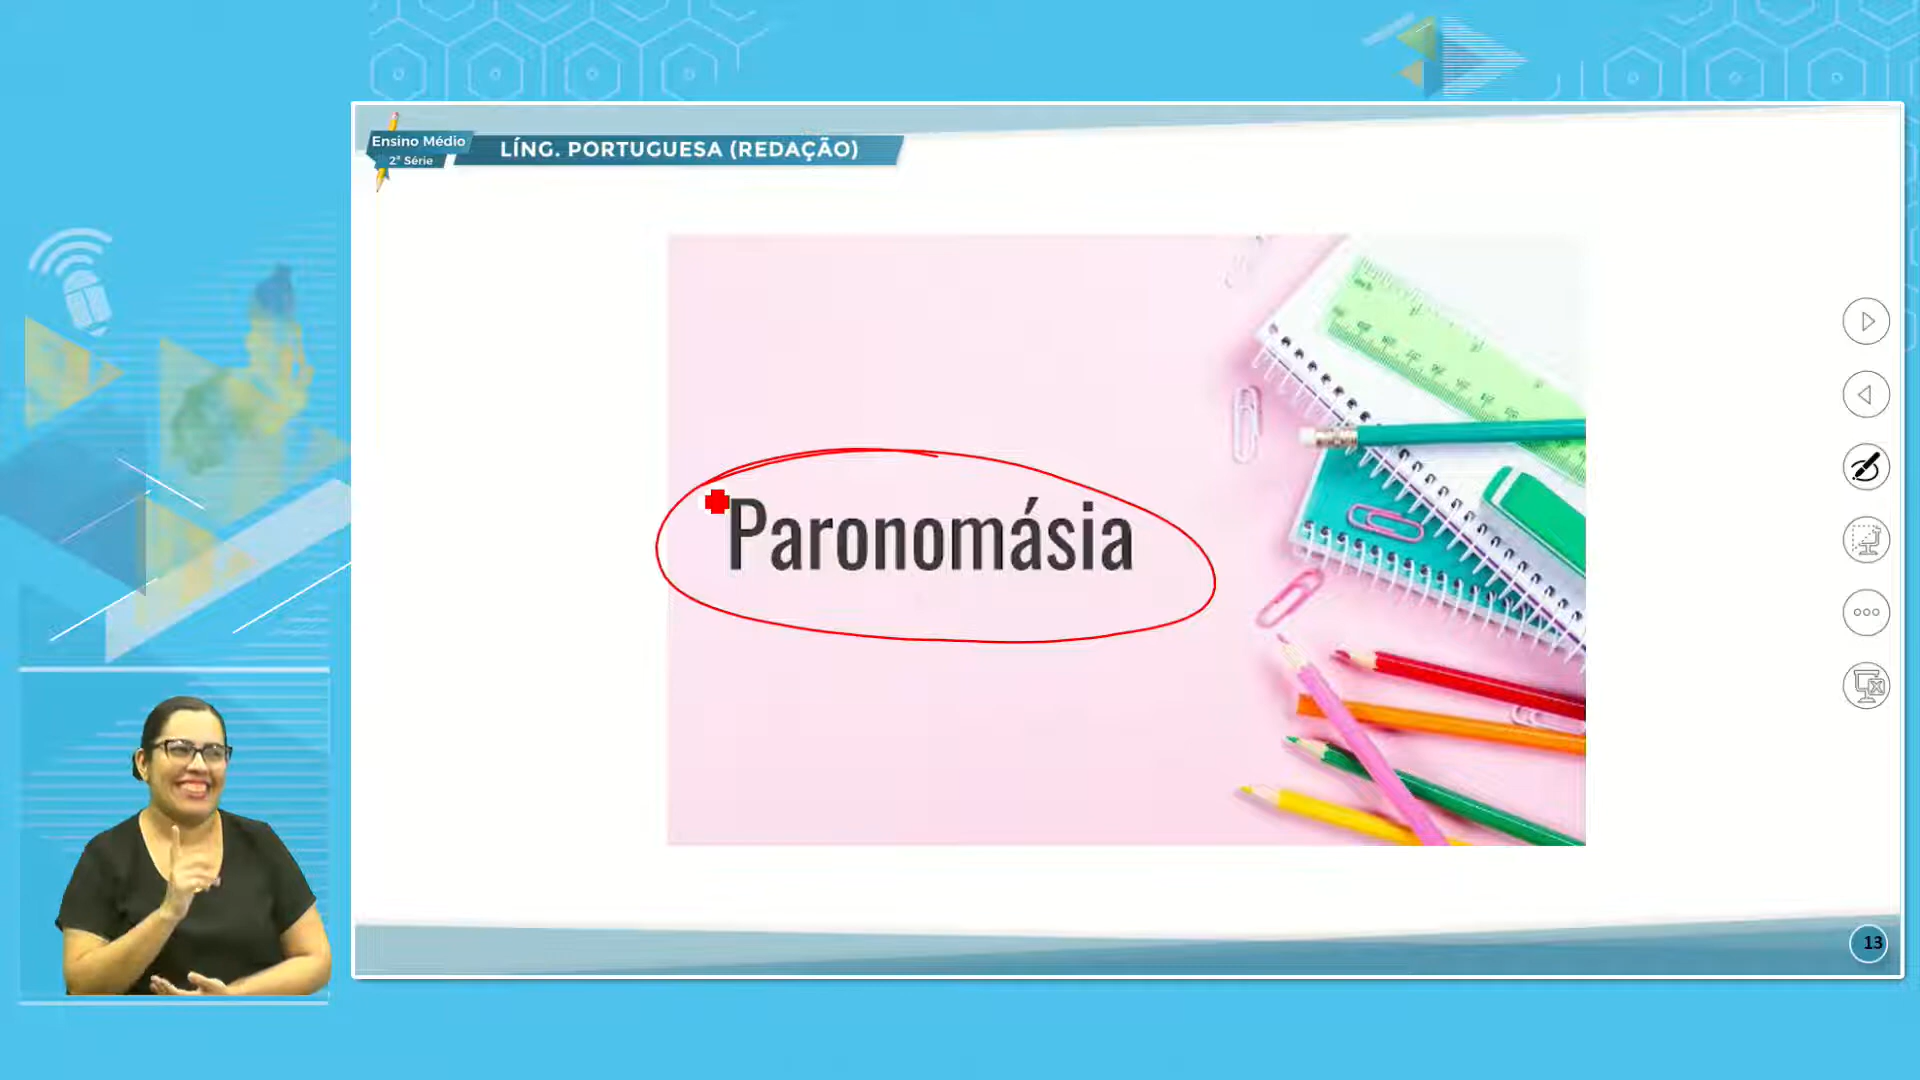 Ensino Médio
2ª Série
LÍNG. PORTUGUESA (REDAÇÃO)
Paronomásia
13